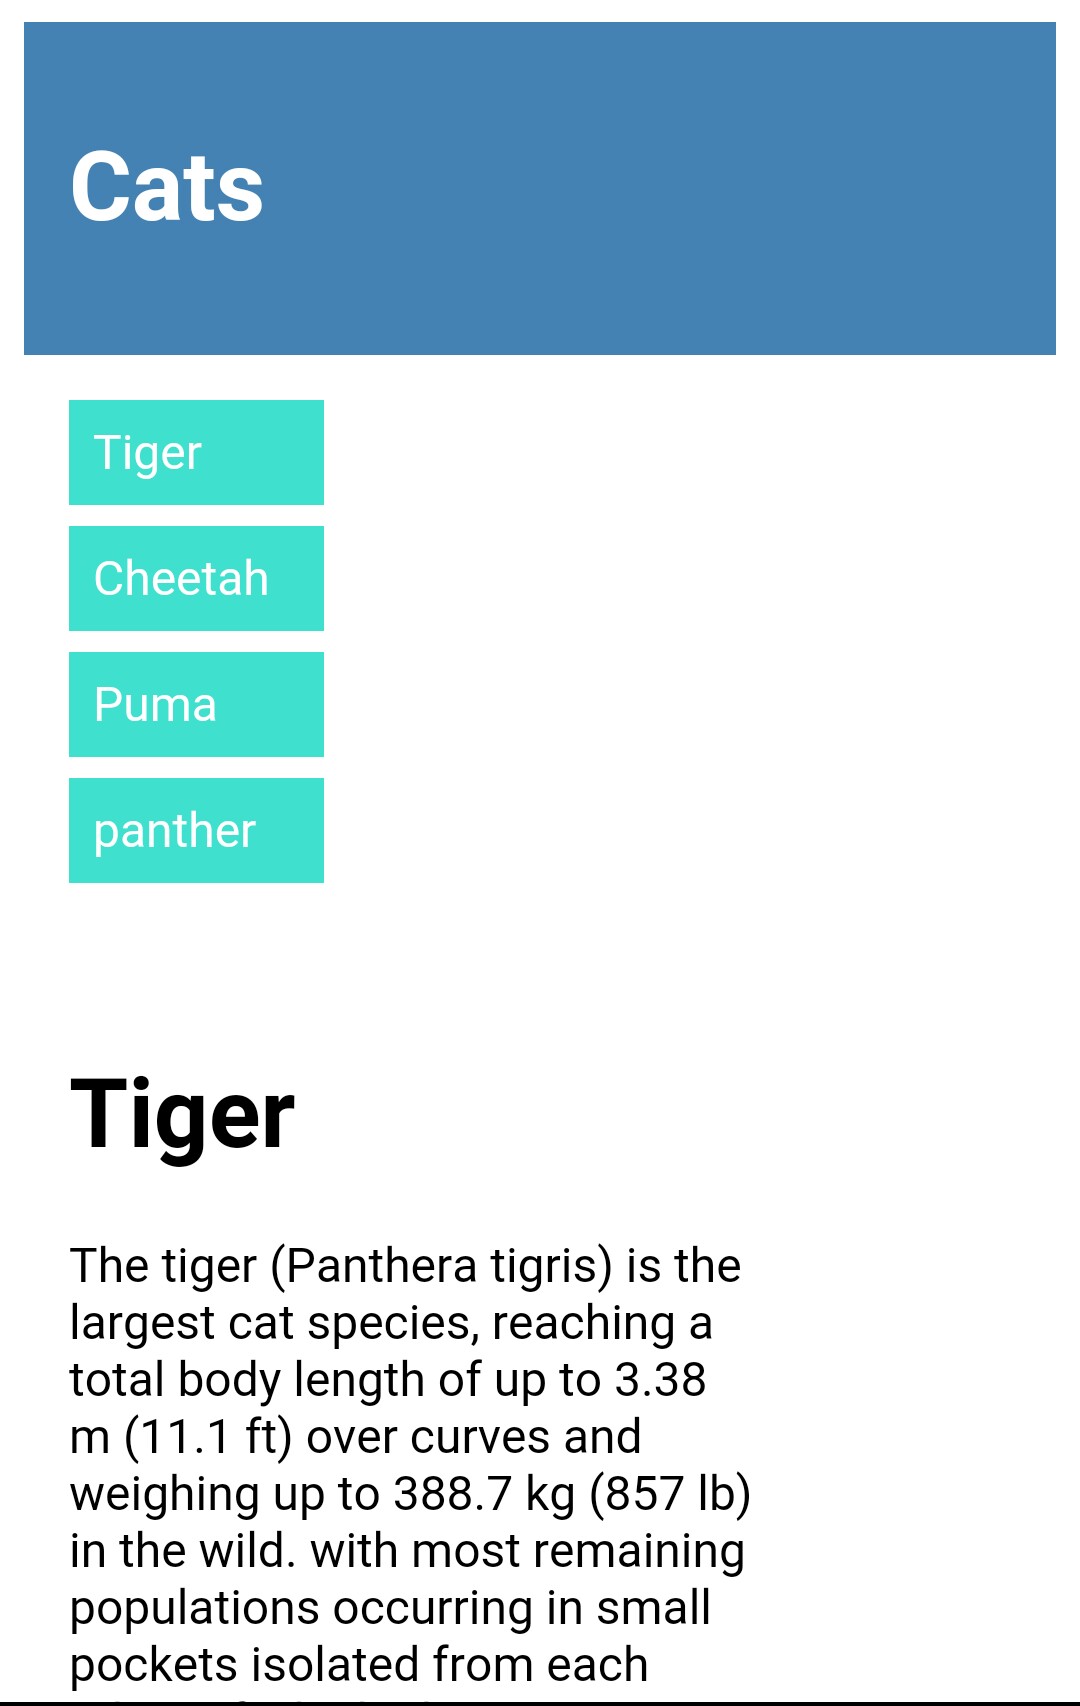 Cats
Tiger
Cheetah
Puma
panther
Tiger
The tiger (Panthera tigris) is the
largest cat species, reaching a
total body length of up to 3.38
m (11.1 ft) over curves and
weighing up to 388.7 kg (857 lb)
in the wild. with most remaining
populations occurring in small
pockets isolated from each